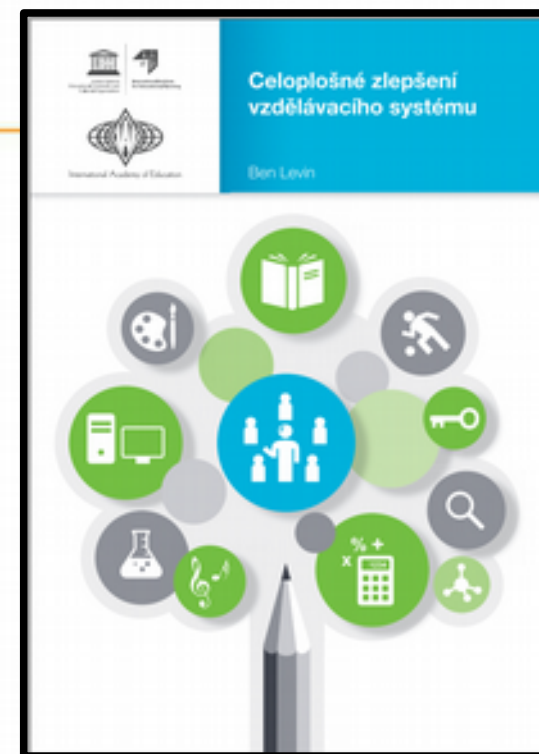 Celoplošné zlepšení
vzdělávacího systému
International Academy of Education
Ben Levin
% +
x